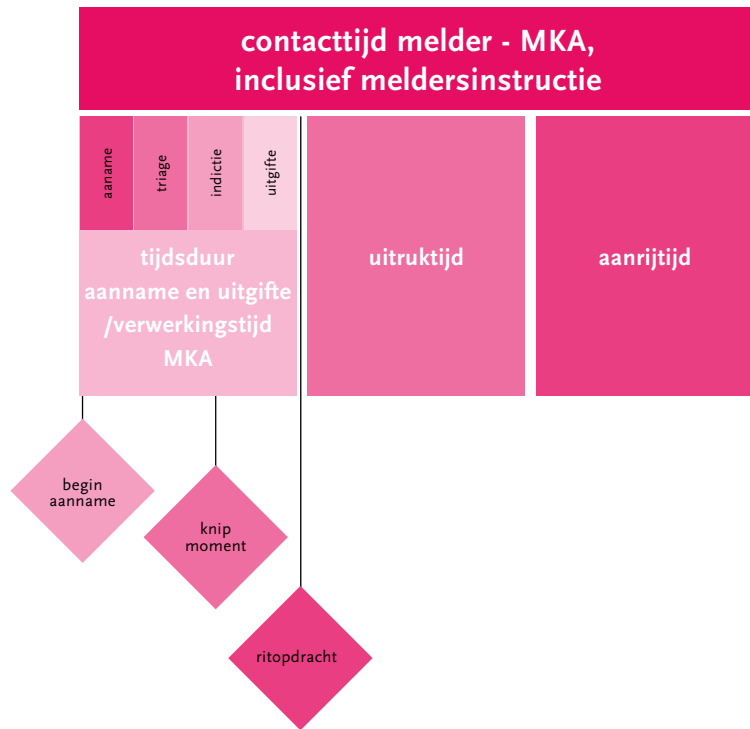 contacttijd melder - MKA,
inclusief meldersinstructie
aaname
triage
indictie
uitgifte
tijdsduur
aanname en uitgifte
/verwerkingstijd
MKA
uitruktijd
aanrijtijd
begin
aanname
knip
moment
ritopdracht